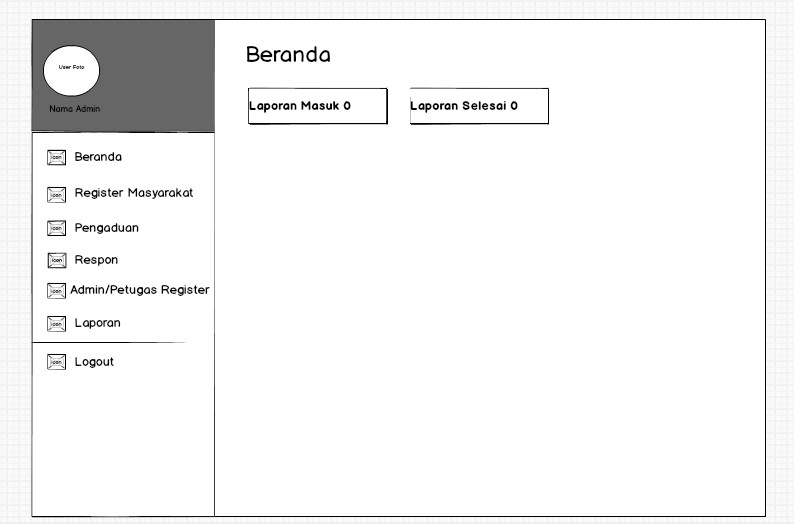 User Foto
Nama Admin
Beranda
Laporan Masuk 0
Laporan Selesai 0
icon Beranda
icon Register Masyarakat
icon Pengaduan
icon Respon
icon Admin/Petugas Register
icon Laporan
icon Logout